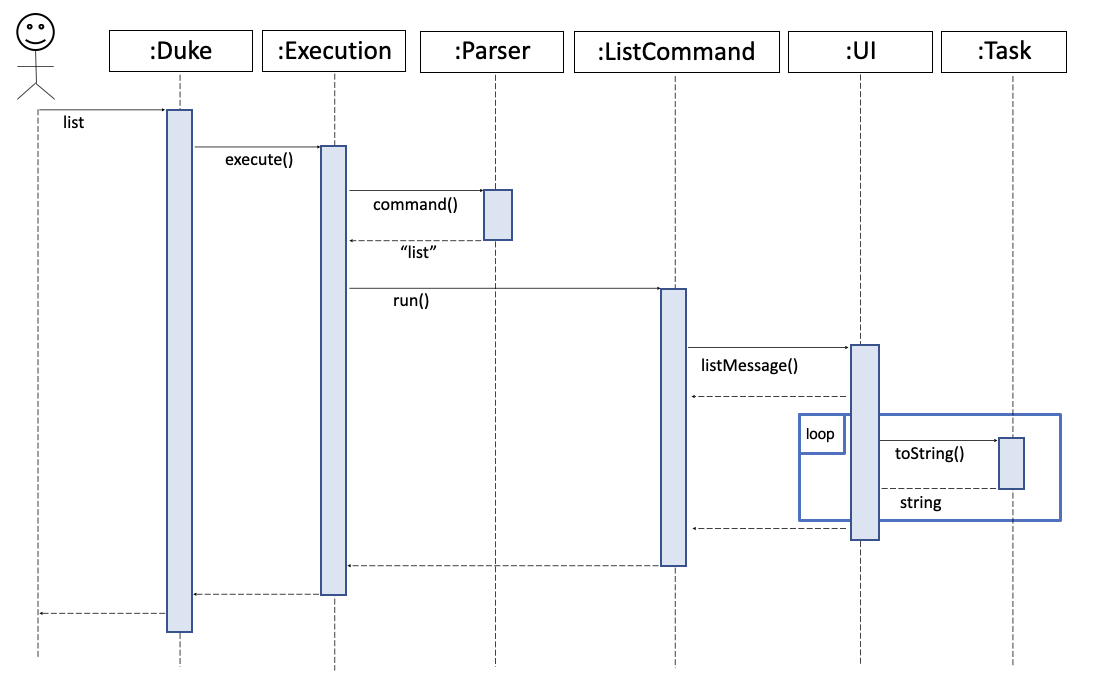 :Duke
:Execution
:Parser
:ListCommand
:UI
:Task
list
execute()
command()
“list”
run()
listMessage()
loop
toString()
string